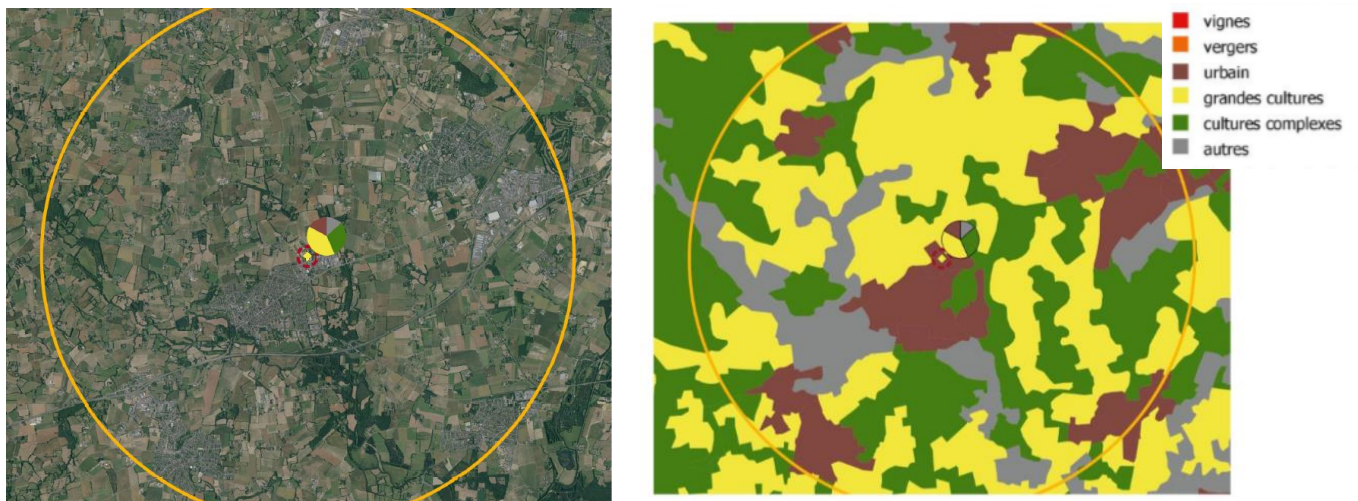 vignes
vergers
urbain
grandes cultures
cultures complexes
autres